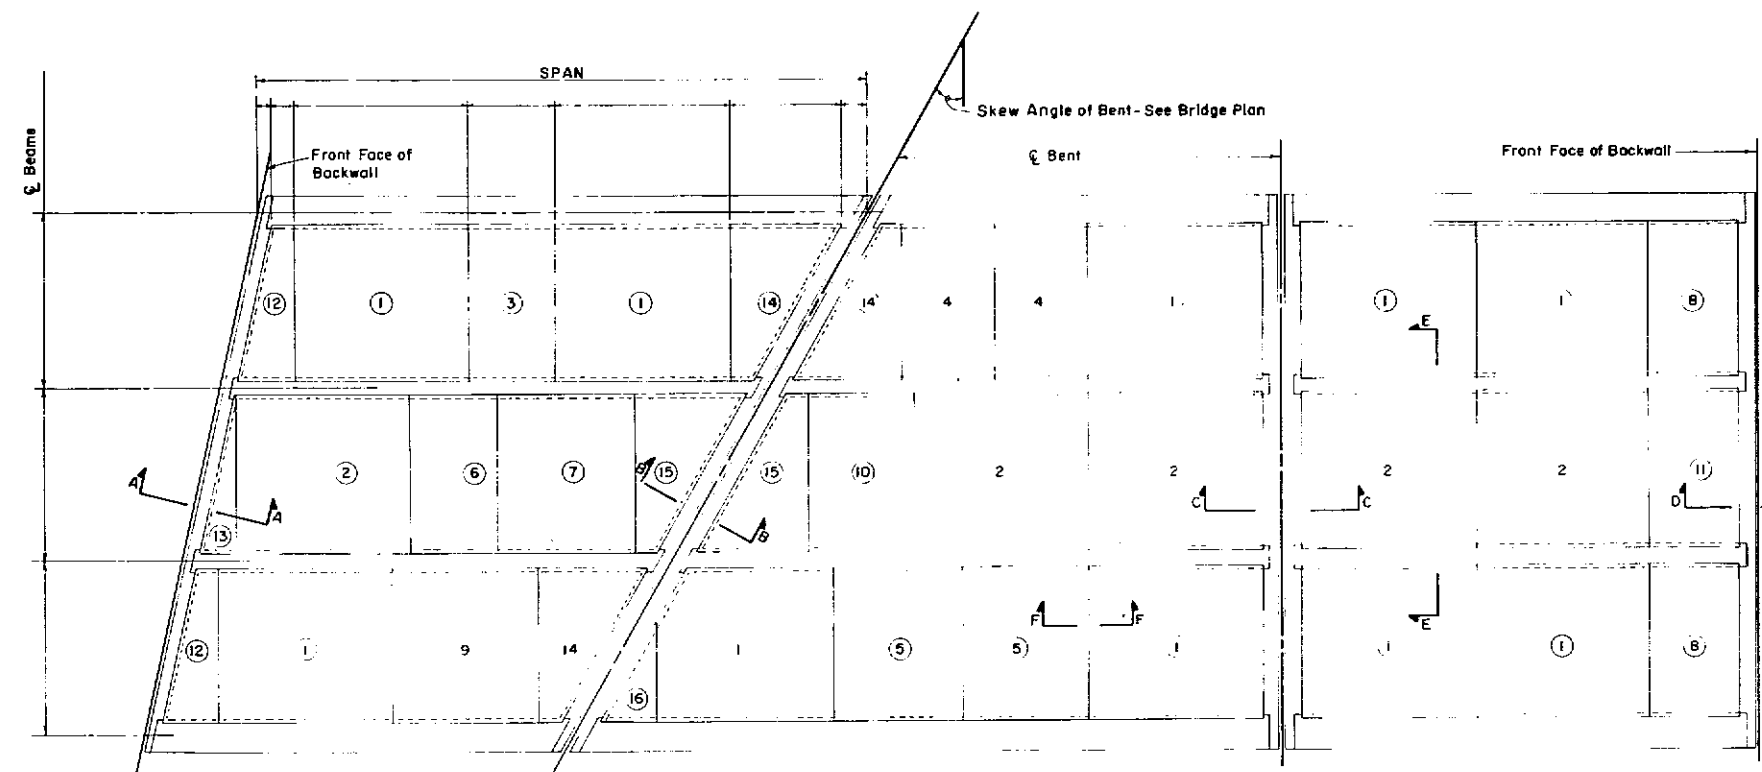 SPAN
Skew Angle of Bent-See Bridge Plan
℄ Beams
Front Face of
Backwall
℄ Bent
Front Face of Backwall
12 1 3 1 14 14 4 4 1 1 1 8
E
2 6 7 B 15 15 10 2 2 2 2 11
A A 13 B C C D
F F E
12 1 9 14 1 5 5 1 1 1 8
16